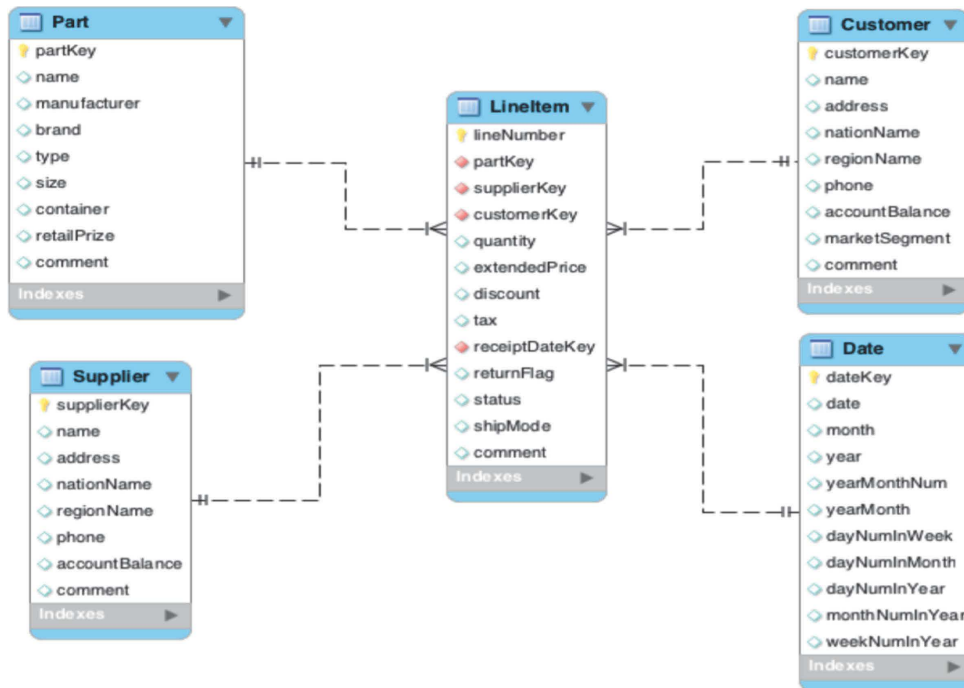 Part
partKey
name
manufacturer
brand
type
size
container
retailPrize
comment
Indexes
Supplier
supplierKey
name
address
nationName
regionName
phone
accountBalance
comment
Indexes
LineItem
lineNumber
partKey
supplierKey
customerKey
quantity
extendedPrice
discount
tax
receiptDateKey
returnFlag
status
shipMode
comment
Indexes
Customer
customerKey
name
address
nationName
regionName
phone
accountBalance
marketSegment
comment
Indexes
Date
dateKey
date
month
year
yearMonthNum
yearMonth
dayNumInWeek
dayNumInMonth
dayNumInYear
monthNumInYear
weekNumInYear
Indexes